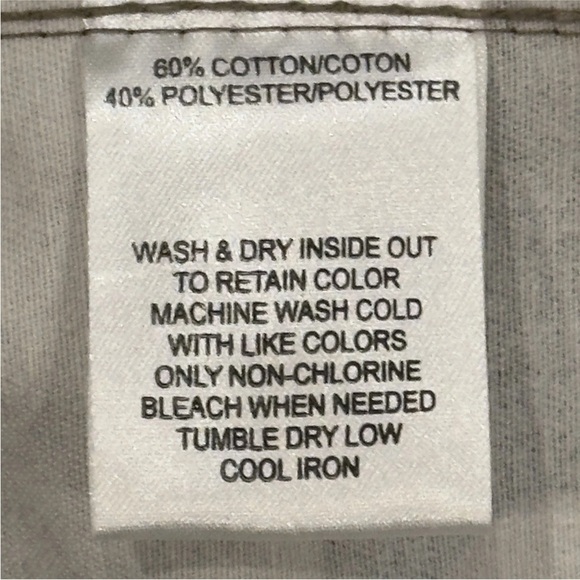 60% COTTON/COTON
40% POLYESTER/POLYESTER
WASH & DRY INSIDE OUT
TO RETAIN COLOR
MACHINE WASH COLD
WITH LIKE COLORS
ONLY NON-CHLORINE
BLEACH WHEN NEEDED
TUMBLE DRY LOW
COOL IRON